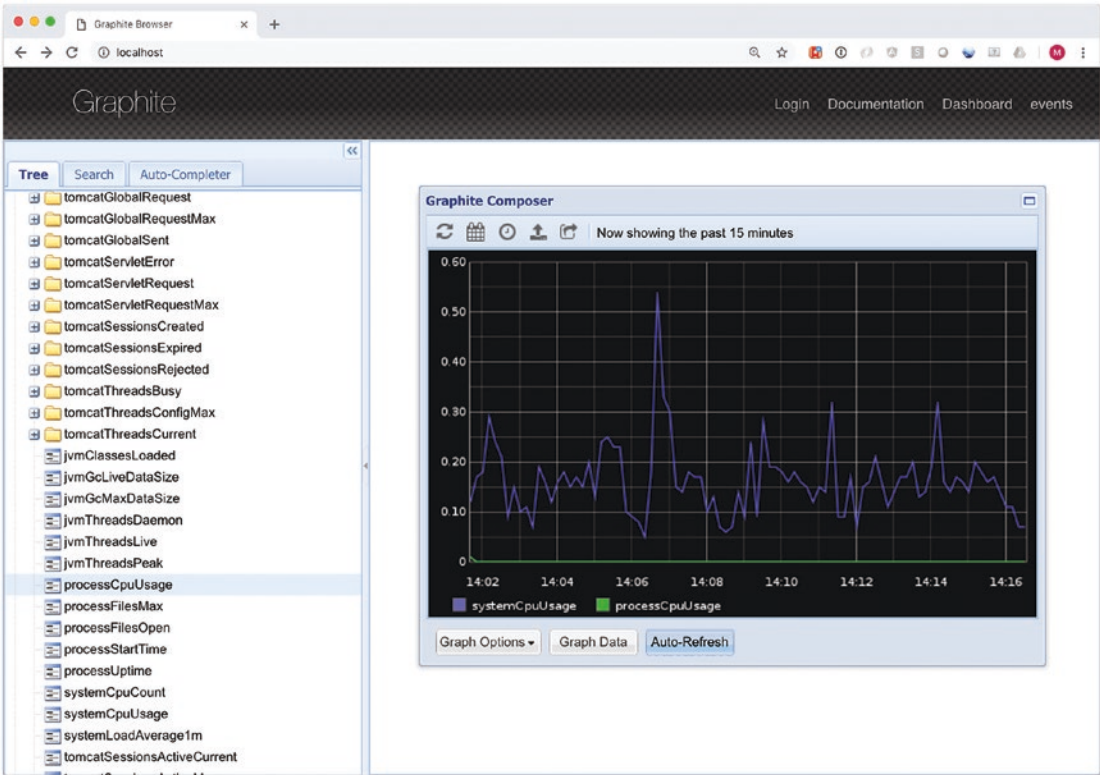 Graphite Browser
localhost
M
Graphite
Login Documentation Dashboard events
Tree Search Auto-Completer
tomcatGlobalRequest
tomcatGlobalRequestMax
tomcatGlobalSent
tomcatServletError
tomcatServletRequest
tomcatServletRequestMax
tomcatSessionsCreated
tomcatSessionsExpired
tomcatSessionsRejected
tomcatThreadsBusy
tomcatThreadsConfigMax
tomcatThreadsCurrent
jvmClassesLoaded
jvmGcLiveDataSize
jvmGcMaxDataSize
jvmThreadsDaemon
jvmThreadsLive
jvmThreadsPeak
processCpuUsage
processFilesMax
processFilesOpen
processStartTime
processUptime
systemCpuCount
systemCpuUsage
systemLoadAverage1m
tomcatSessionsActiveCurrent
Graphite Composer
Now showing the past 15 minutes
0.60
0.50
0.40
0.30
0.20
0.10
0
14:02 14:04 14:06 14:08 14:10 14:12 14:14 14:16
systemCpuUsage processCpuUsage
Graph Options Graph Data Auto-Refresh